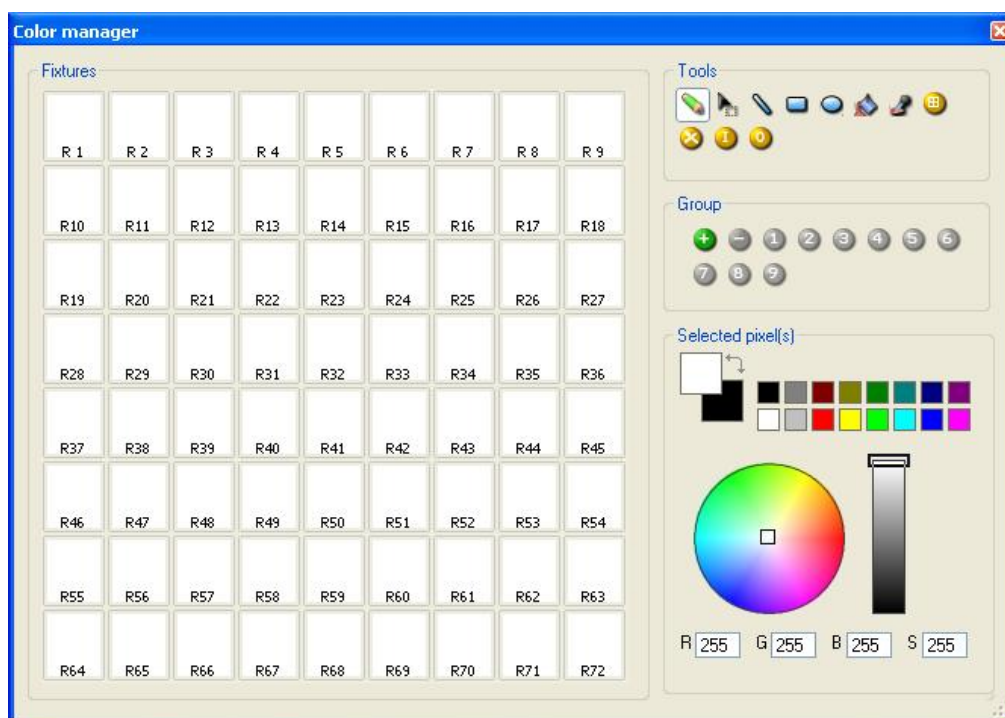 Color manager
Fixtures
R 1 R 2 R 3 R 4 R 5 R 6 R 7 R 8 R 9
R10 R11 R12 R13 R14 R15 R16 R17 R18
R19 R20 R21 R22 R23 R24 R25 R26 R27
R28 R29 R30 R31 R32 R33 R34 R35 R36
R37 R38 R39 R40 R41 R42 R43 R44 R45
R46 R47 R48 R49 R50 R51 R52 R53 R54
R55 R56 R57 R58 R59 R60 R61 R62 R63
R64 R65 R66 R67 R68 R69 R70 R71 R72
Tools
X I O
Group
+ - 1 2 3 4 5 6
7 8 9
Selected pixel(s)
R 255 G 255 B 255 S 255